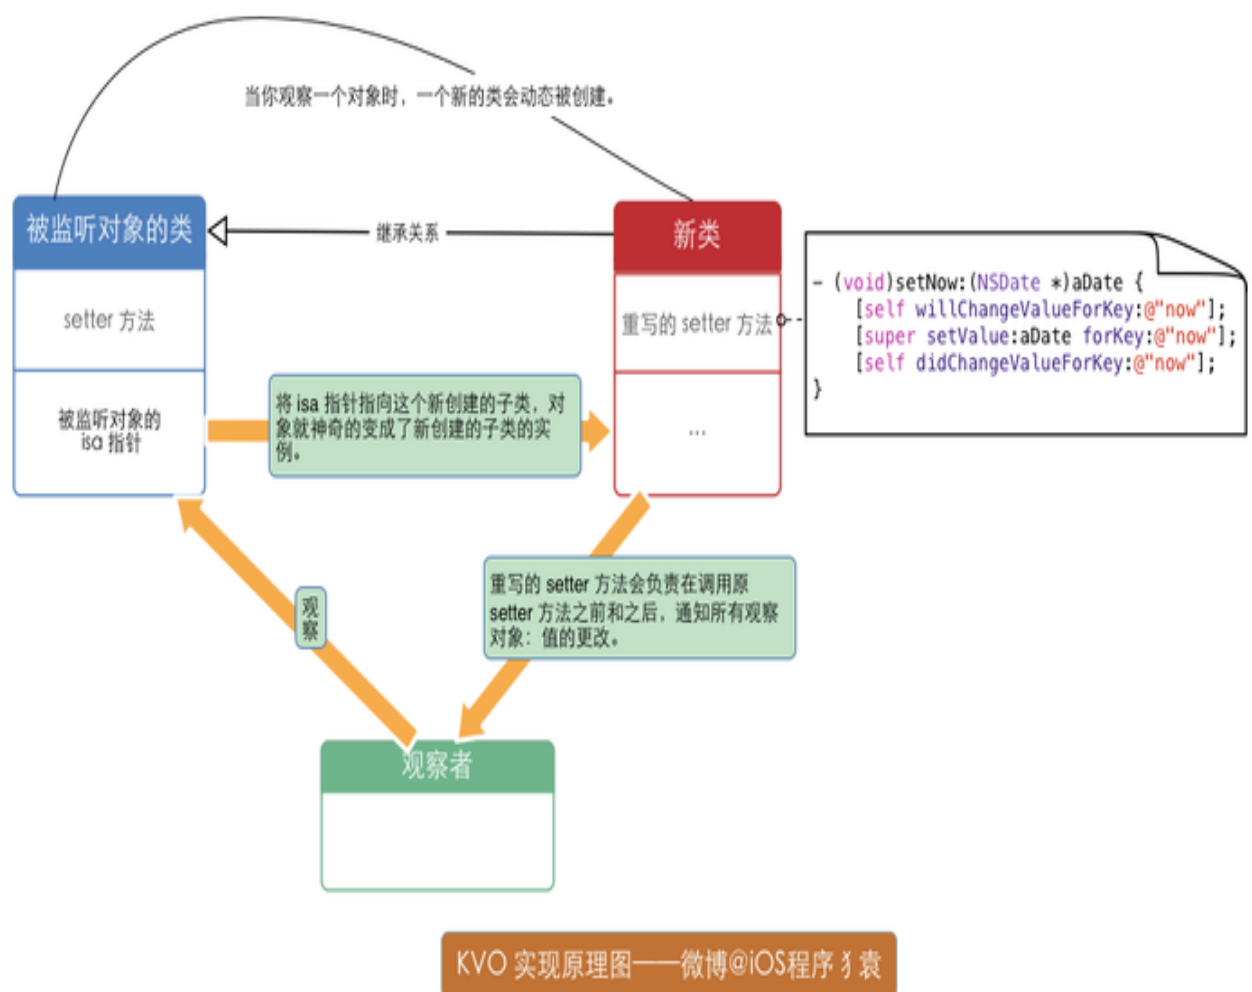 当你观察一个对象时，一个新的类会动态被创建。
被监听对象的类
继承关系
新类
setter 方法
重写的 setter 方法
- (void)setNow:(NSDate *)aDate {
[self willChangeValueForKey:@"now"];
[super setValue:aDate forKey:@"now"];
[self didChangeValueForKey:@"now"];
}
被监听对象的
isa 指针
将 isa 指针指向这个新创建的子类，对
象就神奇的变成了新创建的子类的实
例。
...
观
察
重写的 setter 方法会负责在调用原
setter 方法之前和之后，通知所有观察
对象：值的更改。
观察者
KVO 实现原理图——微博@iOS程序犭袁